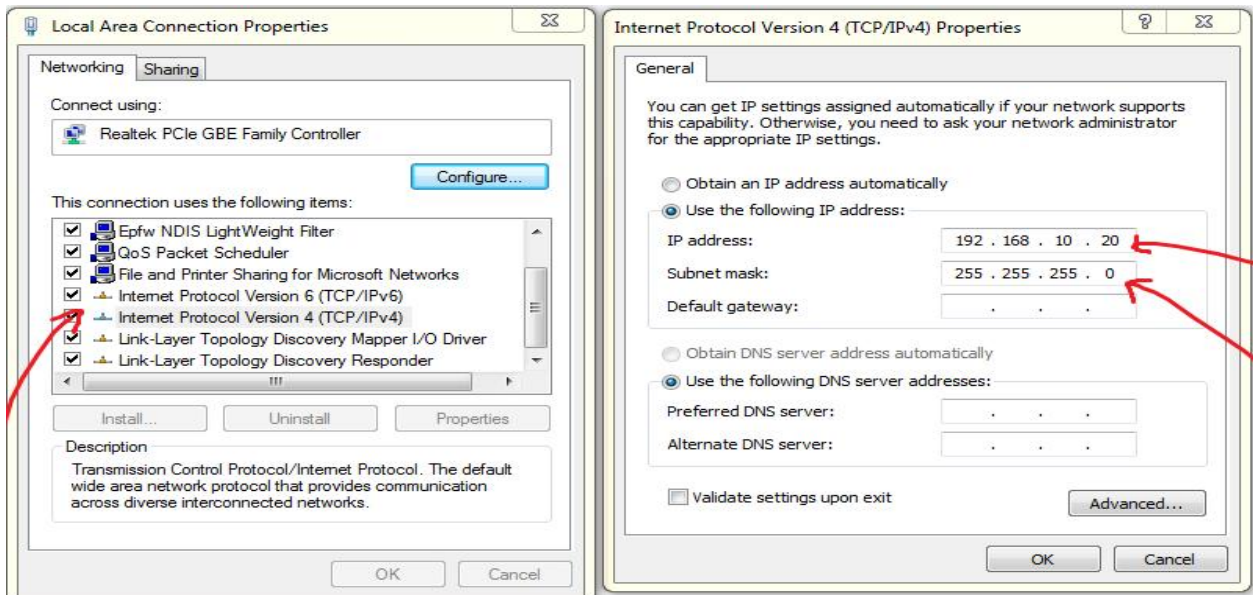 Local Area Connection Properties
Networking
Sharing
Connect using:
Realtek PCIe GBE Family Controller
Configure...
This connection uses the following items:
Epfw NDIS LightWeight Filter
QoS Packet Scheduler
File and Printer Sharing for Microsoft Networks
Internet Protocol Version 6 (TCP/IPv6)
Internet Protocol Version 4 (TCP/IPv4)
Link-Layer Topology Discovery Mapper I/O Driver
Link-Layer Topology Discovery Responder
Install...
Uninstall
Properties
Description
Transmission Control Protocol/Internet Protocol. The default
wide area network protocol that provides communication
across diverse interconnected networks.
OK
Cancel
Internet Protocol Version 4 (TCP/IPv4) Properties
General
You can get IP settings assigned automatically if your network supports
this capability. Otherwise, you need to ask your network administrator
for the appropriate IP settings.
Obtain an IP address automatically
Use the following IP address:
IP address: 192 . 168 . 10 . 20
Subnet mask: 255 . 255 . 255 . 0
Default gateway: . . .
Obtain DNS server address automatically
Use the following DNS server addresses:
Preferred DNS server: . . .
Alternate DNS server: . . .
Validate settings upon exit
Advanced...
OK
Cancel